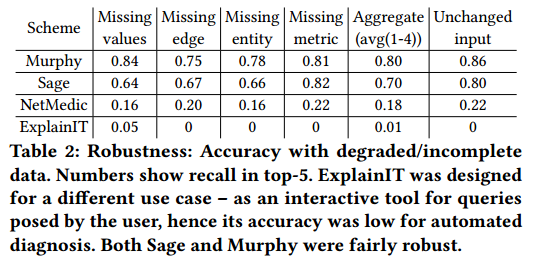 Scheme Missing values Missing edge Missing entity Missing metric Aggregate (avg(1-4)) Unchanged input
Murphy 0.84 0.75 0.78 0.81 0.80 0.86
Sage 0.64 0.67 0.66 0.82 0.70 0.80
NetMedic 0.16 0.20 0.16 0.22 0.18 0.22
ExplainIT 0.05 0 0 0 0.01 0
Table 2: Robustness: Accuracy with degraded/incomplete
data. Numbers show recall in top-5. ExplainIT was designed
for a different use case – as an interactive tool for queries
posed by the user, hence its accuracy was low for automated
diagnosis. Both Sage and Murphy were fairly robust.